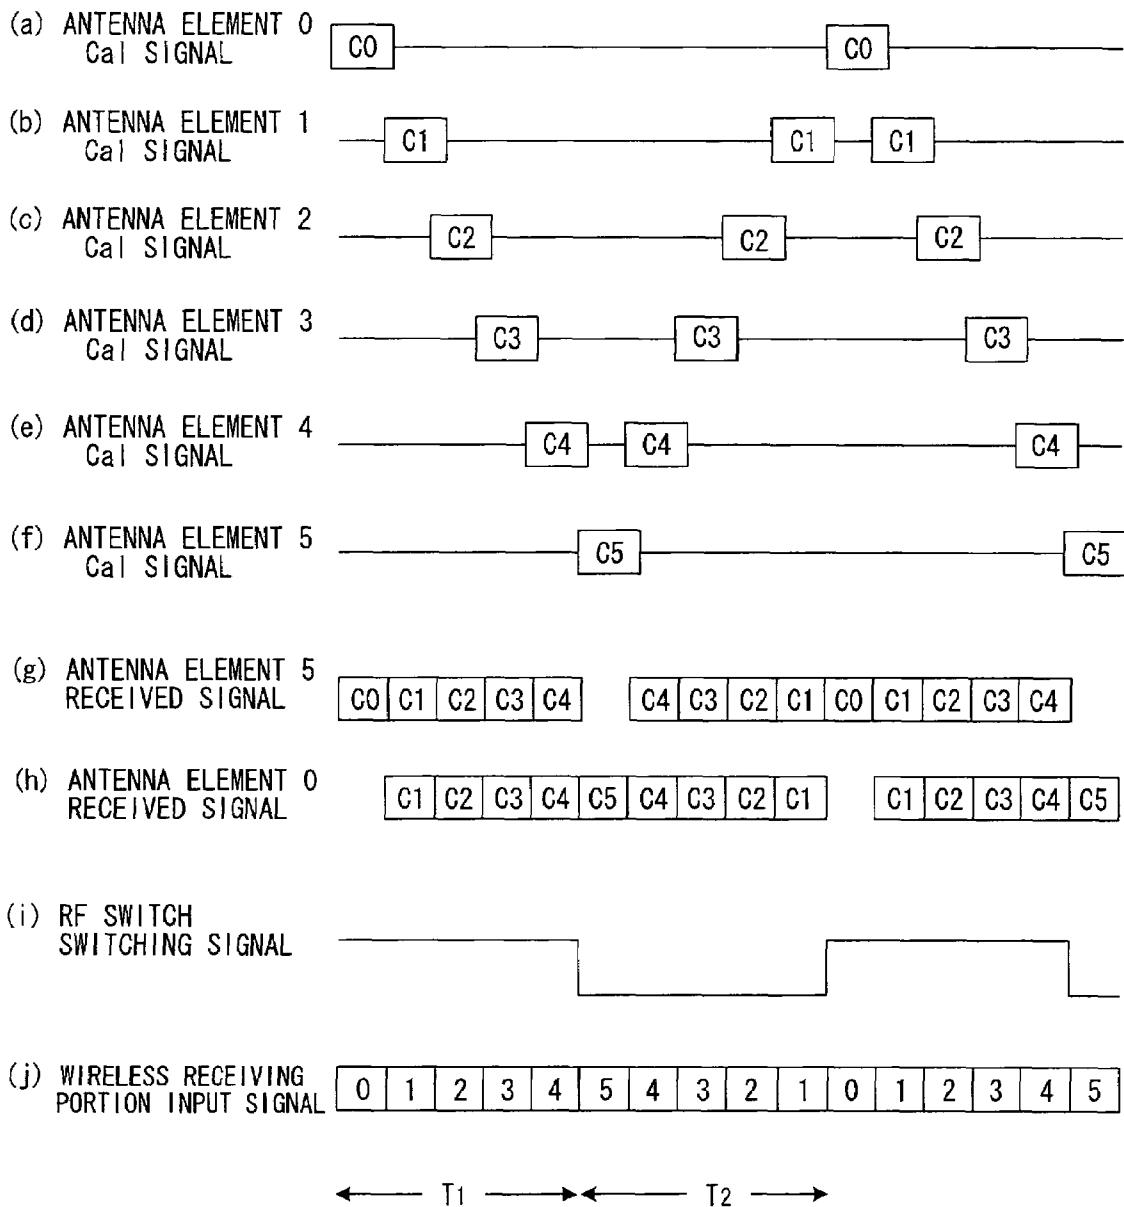 (a) ANTENNA ELEMENT 0
Cal SIGNAL
C0 C0
(b) ANTENNA ELEMENT 1
Cal SIGNAL
C1 C1 C1
(c) ANTENNA ELEMENT 2
Cal SIGNAL
C2 C2 C2
(d) ANTENNA ELEMENT 3
Cal SIGNAL
C3 C3 C3
(e) ANTENNA ELEMENT 4
Cal SIGNAL
C4 C4 C4
(f) ANTENNA ELEMENT 5
Cal SIGNAL
C5 C5
(g) ANTENNA ELEMENT 5
RECEIVED SIGNAL
C0 C1 C2 C3 C4 C4 C3 C2 C1 C0 C1 C2 C3 C4
(h) ANTENNA ELEMENT 0
RECEIVED SIGNAL
C1 C2 C3 C4 C5 C4 C3 C2 C1 C1 C2 C3 C4 C5
(i) RF SWITCH
SWITCHING SIGNAL
(j) WIRELESS RECEIVING
PORTION INPUT SIGNAL
0 1 2 3 4 5 4 3 2 1 0 1 2 3 4 5
T1 T2